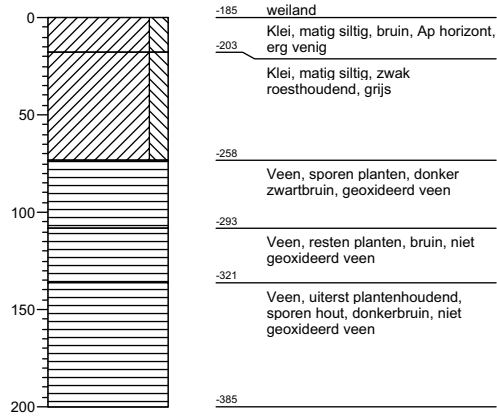 0
50
100
150
200
-185 weiland
Klei, matig siltig, bruin, Ap horizont,
erg venig
-203
Klei, matig siltig, zwak
roesthoudend, grijs
-258
Veen, sporen planten, donker
zwartbruin, geoxideerd veen
-293
Veen, resten planten, bruin, niet
geoxideerd veen
-321
Veen, uiterst plantenhoudend,
sporen hout, donkerbruin, niet
geoxideerd veen
-385